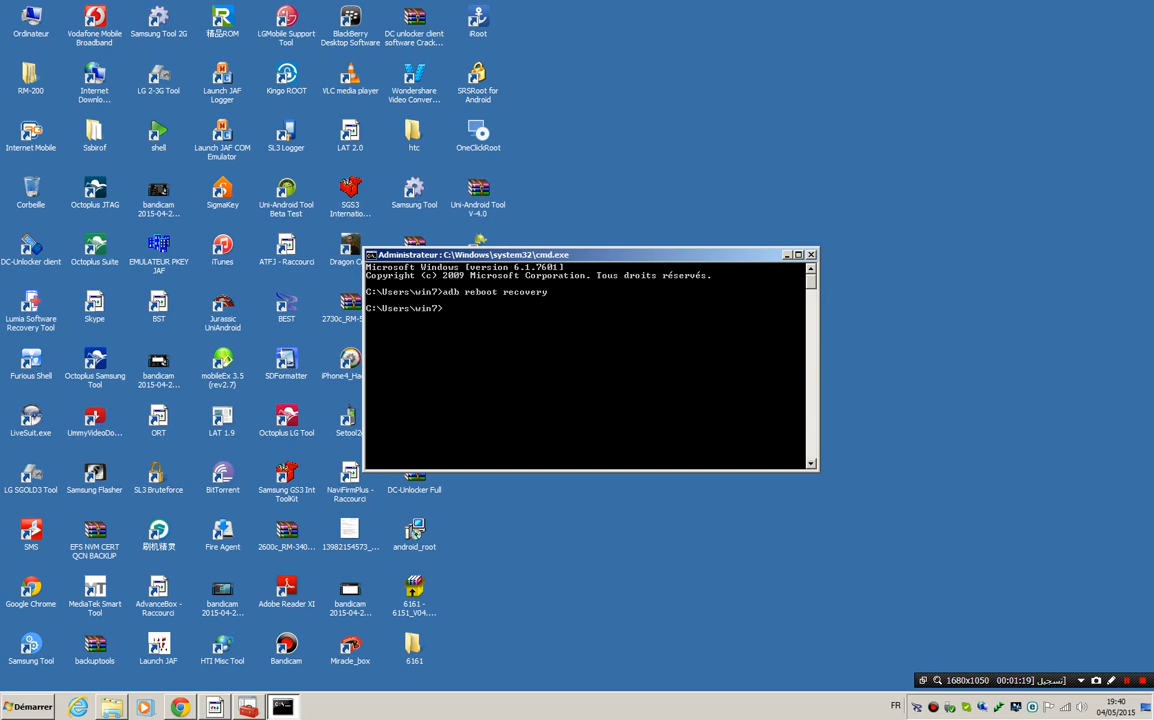 Ordinateur
Vodafone Mobile
Broadband
Samsung Tool 2G
精品ROM
LGMobile Support
Tool
BlackBerry
Desktop Software
DC unlocker client
software Crack...
iRoot
RM-200
Internet
Downlo...
LG 2-3G Tool
Launch JAF
Logger
Kingo ROOT
VLC media player
Wondershare
Video Conver...
SRSRoot for
Android
Internet Mobile
Ssbirof
shell
Launch JAF COM
Emulator
SL3 Logger
LAT 2.0
htc
OneClickRoot
Corbeille
Octoplus JTAG
bandicam
2015-04-2...
SigmaKey
Uni-Android Tool
Beta Test
SGS3
Internatio...
Samsung Tool
Uni-Android Tool
V-4.0
DC-Unlocker client
Octoplus Suite
EMULATEUR PKEY
JAF
iTunes
ATFJ - Raccourci
Dragon C
Lumia Software
Recovery Tool
Skype
BST
Jurassic
UniAndroid
BEST
2730c_RM-5
Furious Shell
Octoplus Samsung
Tool
bandicam
2015-04-2...
mobileEx 3.5
(rev2.7)
SDFormatter
iPhone4_Ha
LiveSuit.exe
UmmyVideoDo...
ORT
LAT 1.9
Octoplus LG Tool
Setool2
LG SGOLD3 Tool
Samsung Flasher
SL3 Bruteforce
BitTorrent
Samsung GS3 Int
ToolKit
NaviFirmPlus -
Raccourci
DC-Unlocker Full
SMS
EFS NVM CERT
QCN BACKUP
刷机精灵
Fire Agent
2600c_RM-340...
13982154573_...
android_root
Google Chrome
MediaTek Smart
Tool
AdvanceBox -
Raccourci
bandicam
2015-04-2...
Adobe Reader XI
bandicam
2015-04-2...
6161 -
6151_V04....
Samsung Tool
backuptools
Launch JAF
HTI Misc Tool
Bandicam
Miracle_box
6161
Administrateur : C:\Windows\system32\cmd.exe
Microsoft Windows [version 6.1.7601]
Copyright (c) 2009 Microsoft Corporation. Tous droits réservés.
C:\Users\win7>adb reboot recovery
C:\Users\win7>
1680x1050 00:01:19 [تسجيل]
Démarrer
C:\...
FR
19:40
04/05/2015